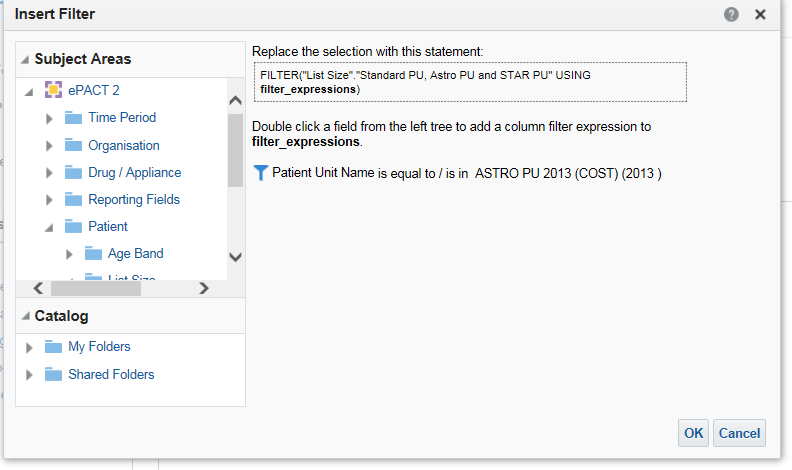 Insert Filter
Subject Areas
ePACT 2
Time Period
Organisation
Drug / Appliance
Reporting Fields
Patient
Age Band
List Size
Catalog
My Folders
Shared Folders
Replace the selection with this statement:
FILTER("List Size"."Standard PU, Astro PU and STAR PU" USING
filter_expressions)
Double click a field from the left tree to add a column filter expression to
filter_expressions.
Patient Unit Name is equal to / is in ASTRO PU 2013 (COST) (2013 )
OK Cancel